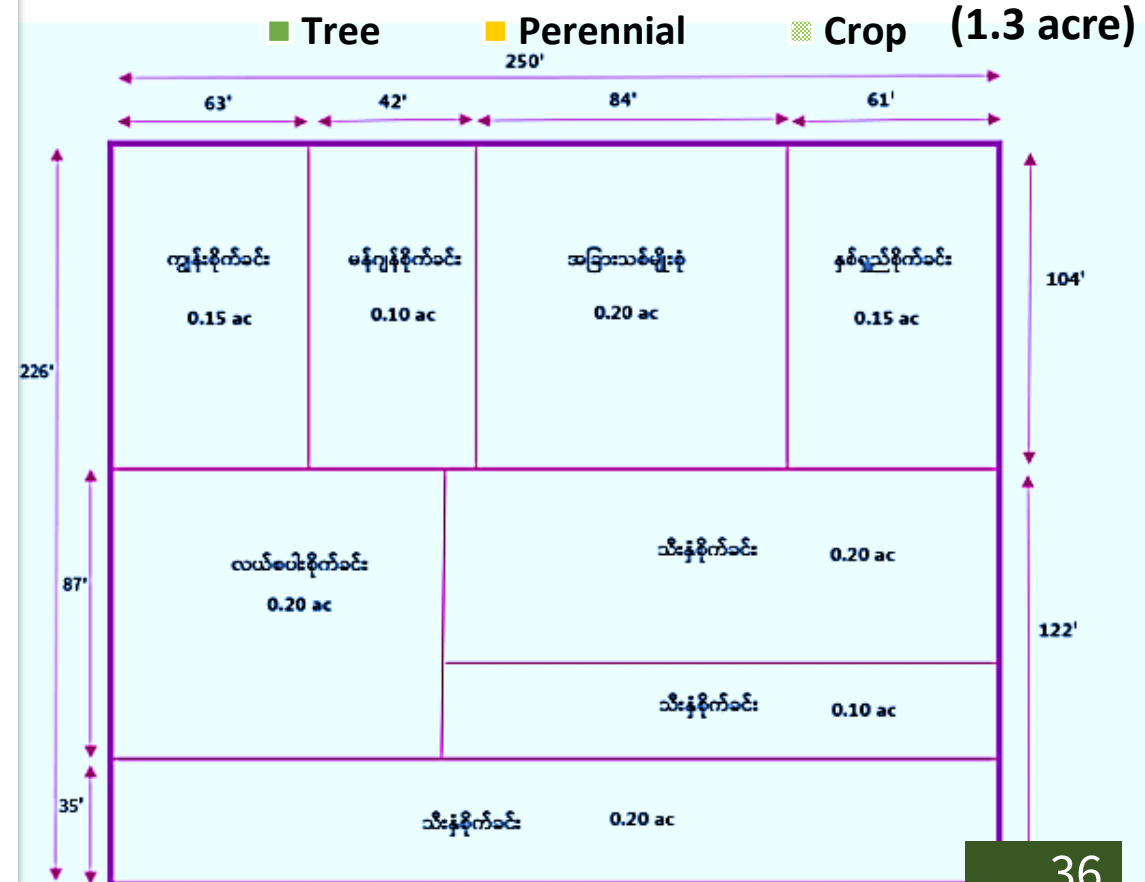 Tree Perennial Crop (1.3 acre)
250'
63' 42' 84' 61'
ကျွန်းစိုက်ခင်း မန်ဂျန်စိုက်ခင်း အခြားသစ်မျိုးစုံ နှစ်ရှည်စိုက်ခင်း
0.15 ac 0.10 ac 0.20 ac 0.15 ac
104'
226'
လယ်စပါးစိုက်ခင်း
0.20 ac
သီးနှံစိုက်ခင်း 0.20 ac
87'
122'
သီးနှံစိုက်ခင်း 0.10 ac
35'
သီးနှံစိုက်ခင်း 0.20 ac
36